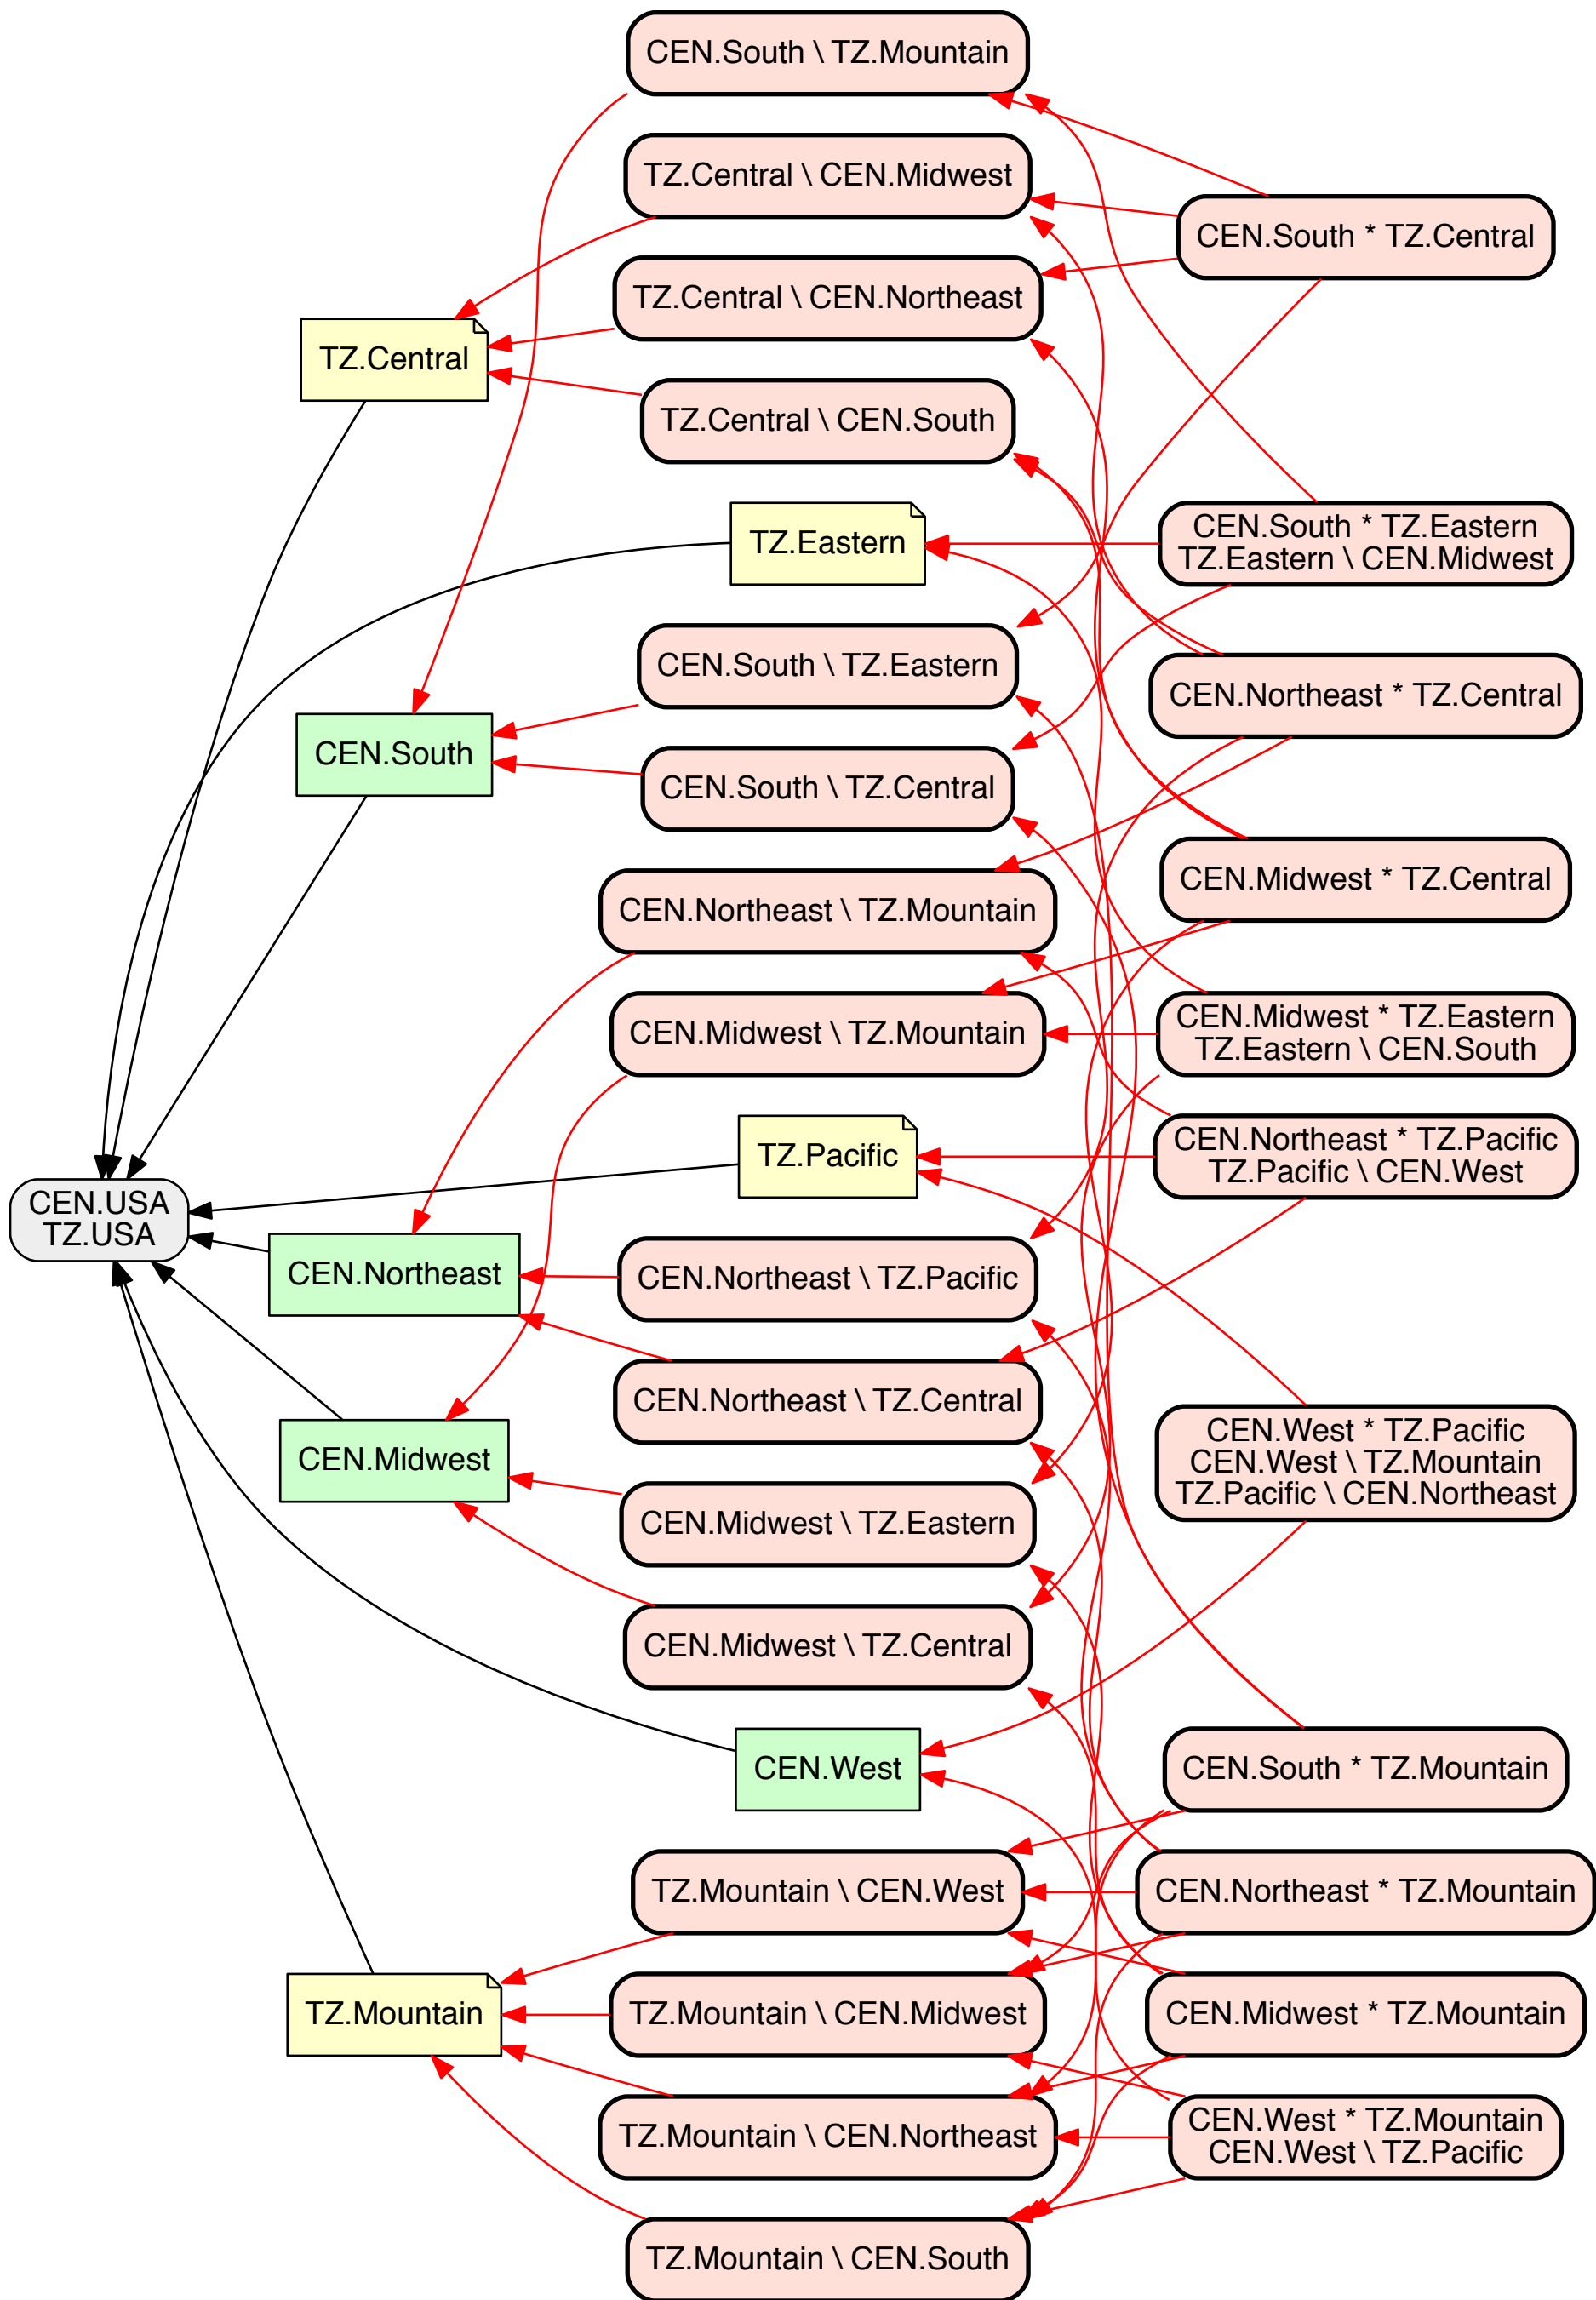 CEN.South \ TZ.Mountain
TZ.Central \ CEN.Midwest
CEN.South * TZ.Central
TZ.Central \ CEN.Northeast
TZ.Central
TZ.Central \ CEN.South
TZ.Eastern
CEN.South * TZ.Eastern
TZ.Eastern \ CEN.Midwest
CEN.South \ TZ.Eastern
CEN.Northeast * TZ.Central
CEN.South
CEN.South \ TZ.Central
CEN.Midwest * TZ.Central
CEN.Northeast \ TZ.Mountain
CEN.Midwest \ TZ.Mountain
CEN.Midwest * TZ.Eastern
TZ.Eastern \ CEN.South
TZ.Pacific
CEN.Northeast * TZ.Pacific
TZ.Pacific \ CEN.West
CEN.USA
TZ.USA
CEN.Northeast
CEN.Northeast \ TZ.Pacific
CEN.Northeast \ TZ.Central
CEN.Midwest
CEN.West * TZ.Pacific
CEN.West \ TZ.Mountain
TZ.Pacific \ CEN.Northeast
CEN.Midwest \ TZ.Eastern
CEN.Midwest \ TZ.Central
CEN.West
CEN.South * TZ.Mountain
TZ.Mountain \ CEN.West
CEN.Northeast * TZ.Mountain
TZ.Mountain
TZ.Mountain \ CEN.Midwest
CEN.Midwest * TZ.Mountain
TZ.Mountain \ CEN.Northeast
CEN.West * TZ.Mountain
CEN.West \ TZ.Pacific
TZ.Mountain \ CEN.South